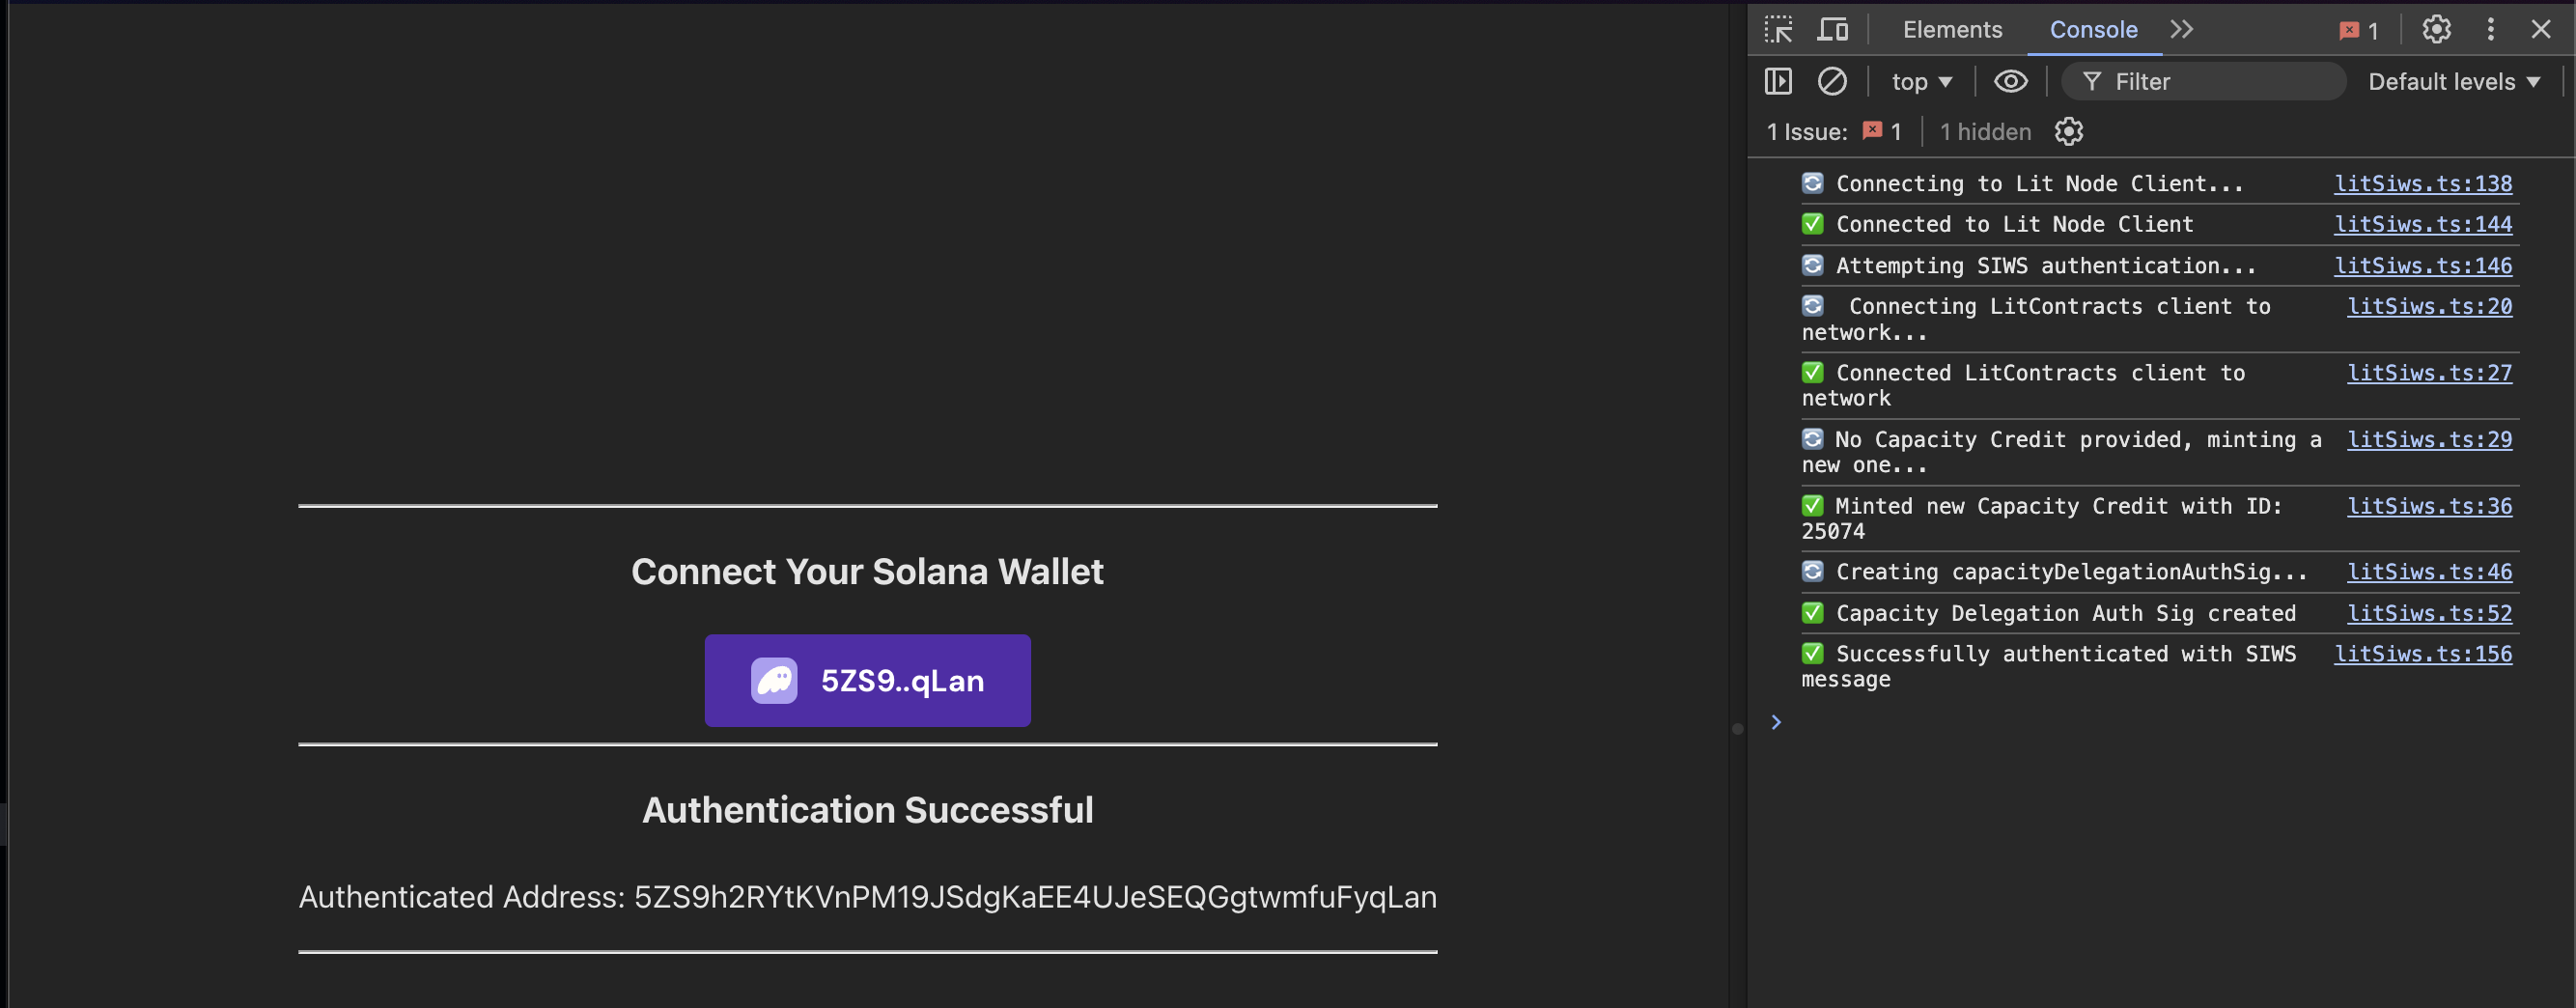 Connect Your Solana Wallet
5ZS9..qLan
Authentication Successful
Authenticated Address: 5ZS9h2RYtKVnPM19JSdgKaEE4UJeSEQGgtwmfuFyqLan
Elements Console 1
top Filter Default levels
1 Issue: 1 1 hidden
Connecting to Lit Node Client... litSiws.ts:138
Connected to Lit Node Client litSiws.ts:144
Attempting SIWS authentication... litSiws.ts:146
Connecting LitContracts client to litSiws.ts:20
network...
Connected LitContracts client to litSiws.ts:27
network
No Capacity Credit provided, minting a litSiws.ts:29
new one...
Minted new Capacity Credit with ID: litSiws.ts:36
25074
Creating capacityDelegationAuthSig... litSiws.ts:46
Capacity Delegation Auth Sig created litSiws.ts:52
Successfully authenticated with SIWS litSiws.ts:156
message